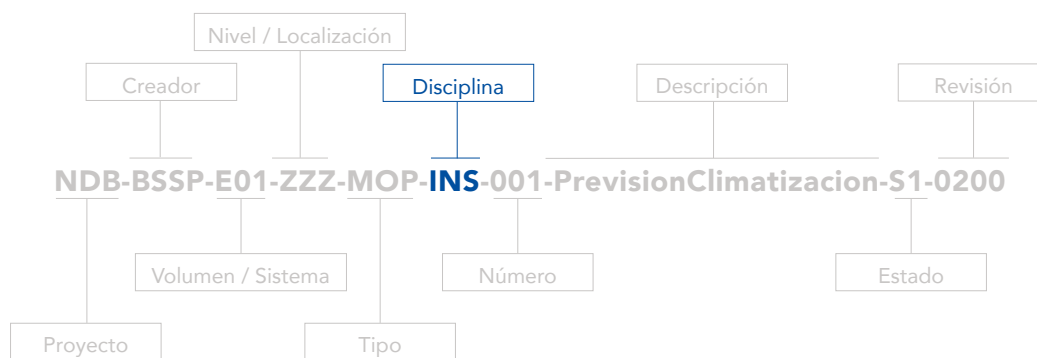 Nivel / Localización
Creador
Disciplina
Descripción
Revisión
NDB-BSSP-E01-ZZZ-MOP-INS-001-PrevisionClimatizacion-S1-0200
Volumen / Sistema
Número
Estado
Proyecto
Tipo